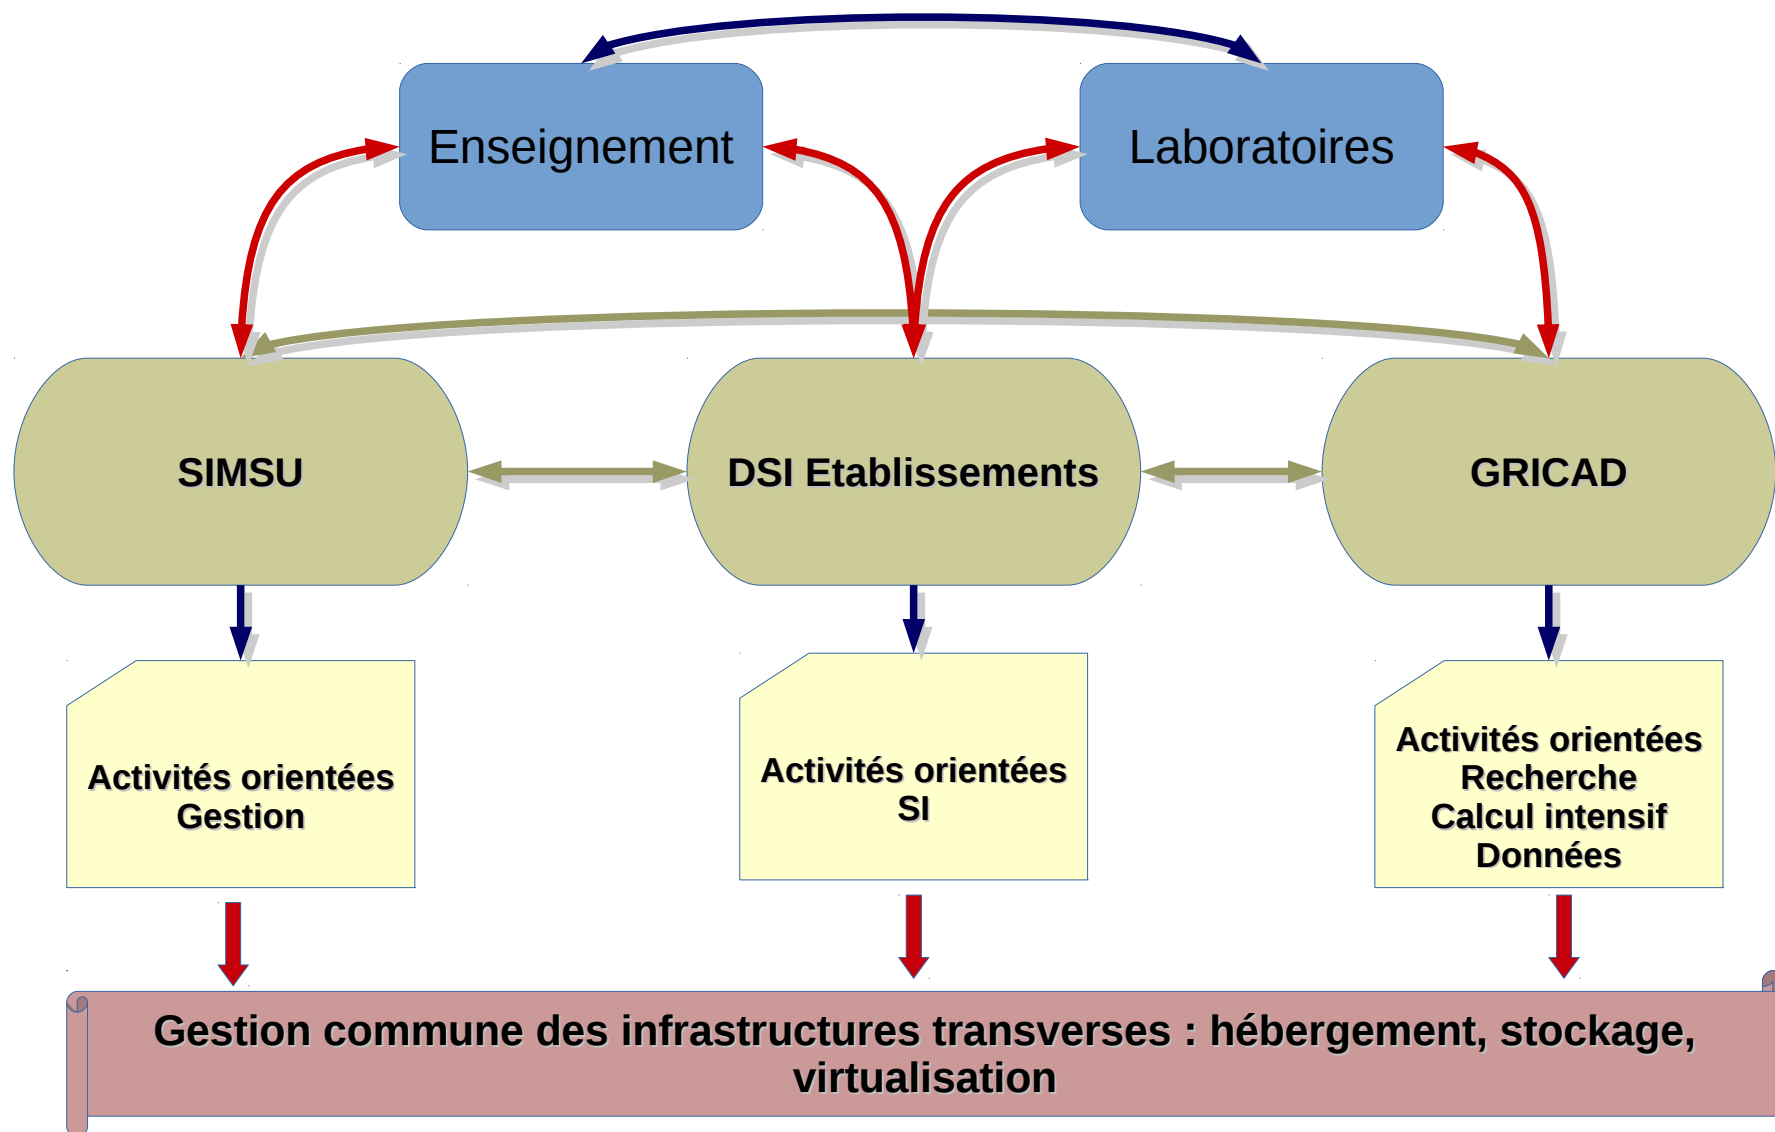 Enseignement
Laboratoires
SIMSU
DSI Etablissements
GRICAD
Activités orientées
Gestion
Activités orientées
SI
Activités orientées
Recherche
Calcul intensif
Données
Gestion commune des infrastructures transverses : hébergement, stockage,
virtualisation